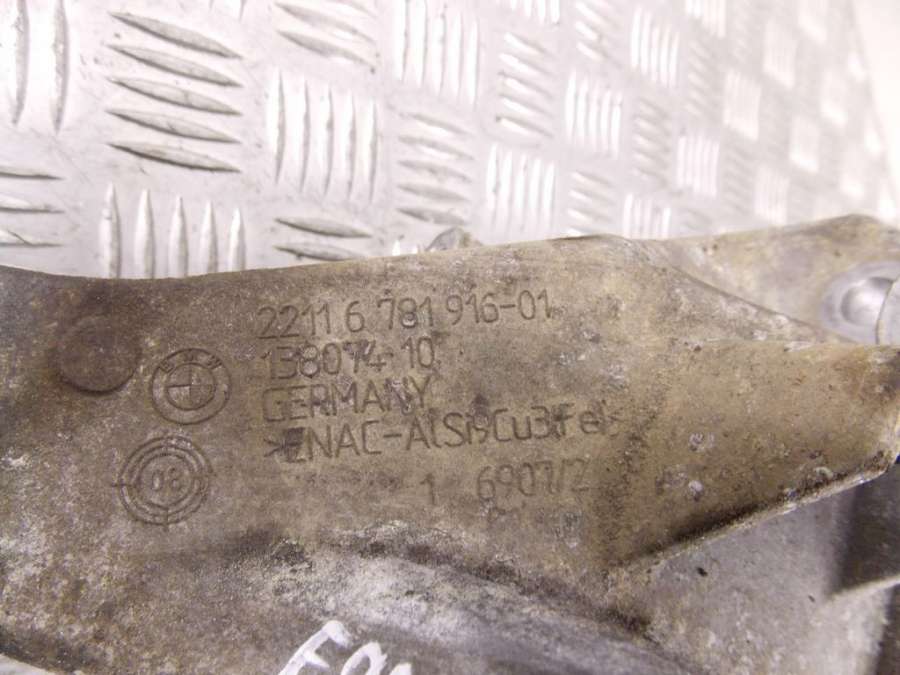 2211 6 781 916-01
138074 10
GERMANY
ENAC-AlSi9Cu3(Fe)
08
1 6907/2